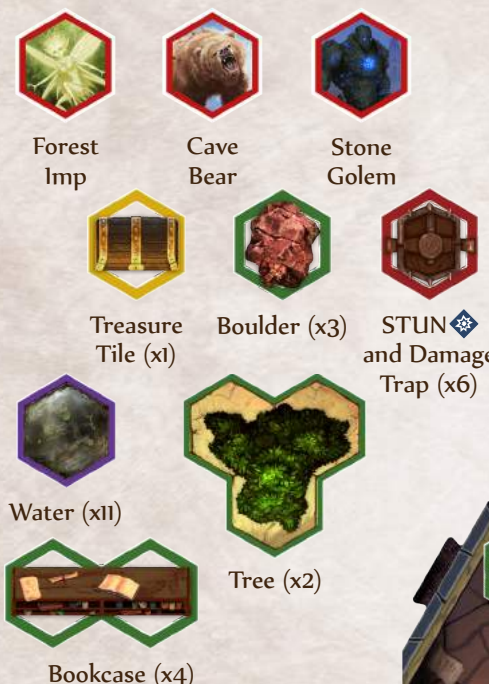 Forest
Imp
Cave
Bear
Stone
Golem
Treasure
Tile (x1)
Boulder (x3)
STUN
and Damage
Trap (x6)
Water (x11)
Tree (x2)
Bookcase (x4)